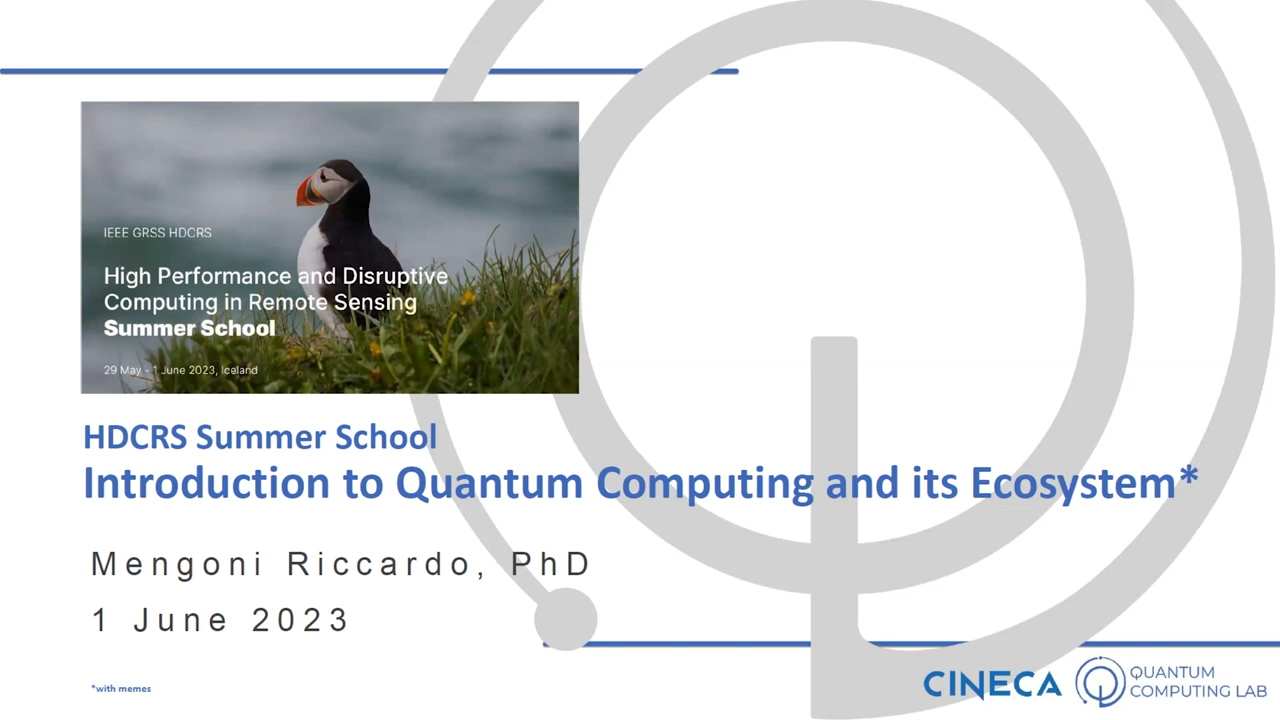 IEEE GRSS HDCRS
High Performance and Disruptive
Computing in Remote Sensing
Summer School
29 May - 1 June 2023, Iceland
HDCRS Summer School
Introduction to Quantum Computing and its Ecosystem*
Mengoni Riccardo, PhD
1 June 2023
*with memes
CINECA
QUANTUM
COMPUTING LAB